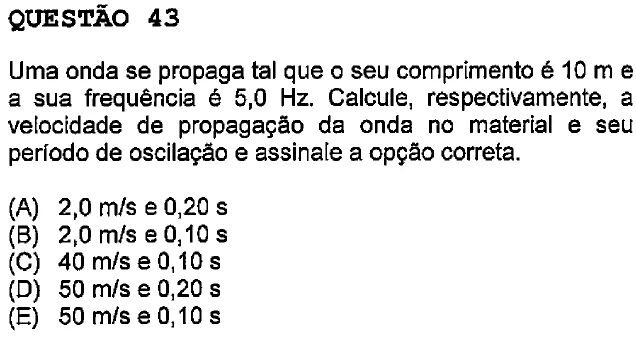 QUESTÃO 43
Uma onda se propaga tal que o seu comprimento é 10 m e
a sua frequência é 5,0 Hz. Calcule, respectivamente, a
velocidade de propagação da onda no material e seu
período de oscilação e assinale a opção correta.
(A) 2,0 m/s e 0,20 s
(B) 2,0 m/s e 0,10 s
(C) 40 m/s e 0,10 s
(D) 50 m/s e 0,20 s
(E) 50 m/s e 0,10 s